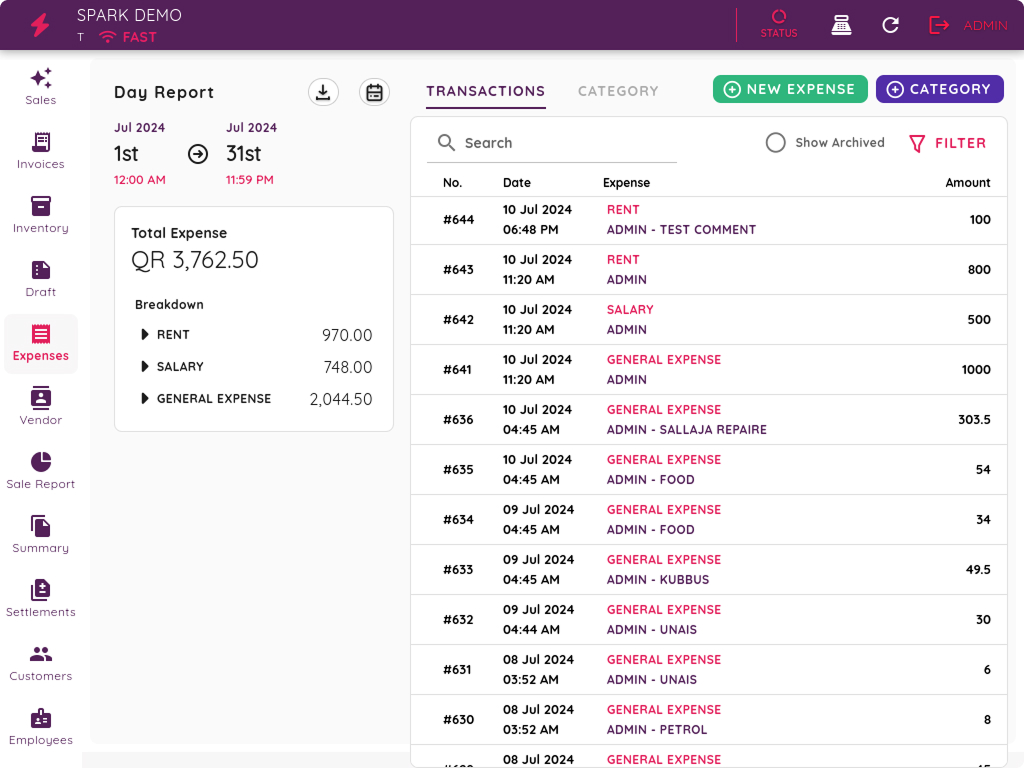 SPARK DEMO
T FAST
STATUS
ADMIN
Sales
Invoices
Inventory
Draft
Expenses
Vendor
Sale Report
Summary
Settlements
Customers
Employees
Day Report
Jul 2024 Jul 2024
1st 31st
12:00 AM 11:59 PM
Total Expense
QR 3,762.50
Breakdown
RENT 970.00
SALARY 748.00
GENERAL EXPENSE 2,044.50
TRANSACTIONS CATEGORY NEW EXPENSE CATEGORY
Search Show Archived FILTER
No. Date Expense Amount
#644 10 Jul 2024 06:48 PM RENT ADMIN - TEST COMMENT 100
#643 10 Jul 2024 11:20 AM RENT ADMIN 800
#642 10 Jul 2024 11:20 AM SALARY ADMIN 500
#641 10 Jul 2024 11:20 AM GENERAL EXPENSE ADMIN 1000
#636 10 Jul 2024 04:45 AM GENERAL EXPENSE ADMIN - SALLAJA REPAIRE 303.5
#635 10 Jul 2024 04:45 AM GENERAL EXPENSE ADMIN - FOOD 54
#634 09 Jul 2024 04:45 AM GENERAL EXPENSE ADMIN - FOOD 34
#633 09 Jul 2024 04:45 AM GENERAL EXPENSE ADMIN - KUBBUS 49.5
#632 09 Jul 2024 04:44 AM GENERAL EXPENSE ADMIN - UNAIS 30
#631 08 Jul 2024 03:52 AM GENERAL EXPENSE ADMIN - UNAIS 6
#630 08 Jul 2024 03:52 AM GENERAL EXPENSE ADMIN - PETROL 8
08 Jul 2024 GENERAL EXPENSE